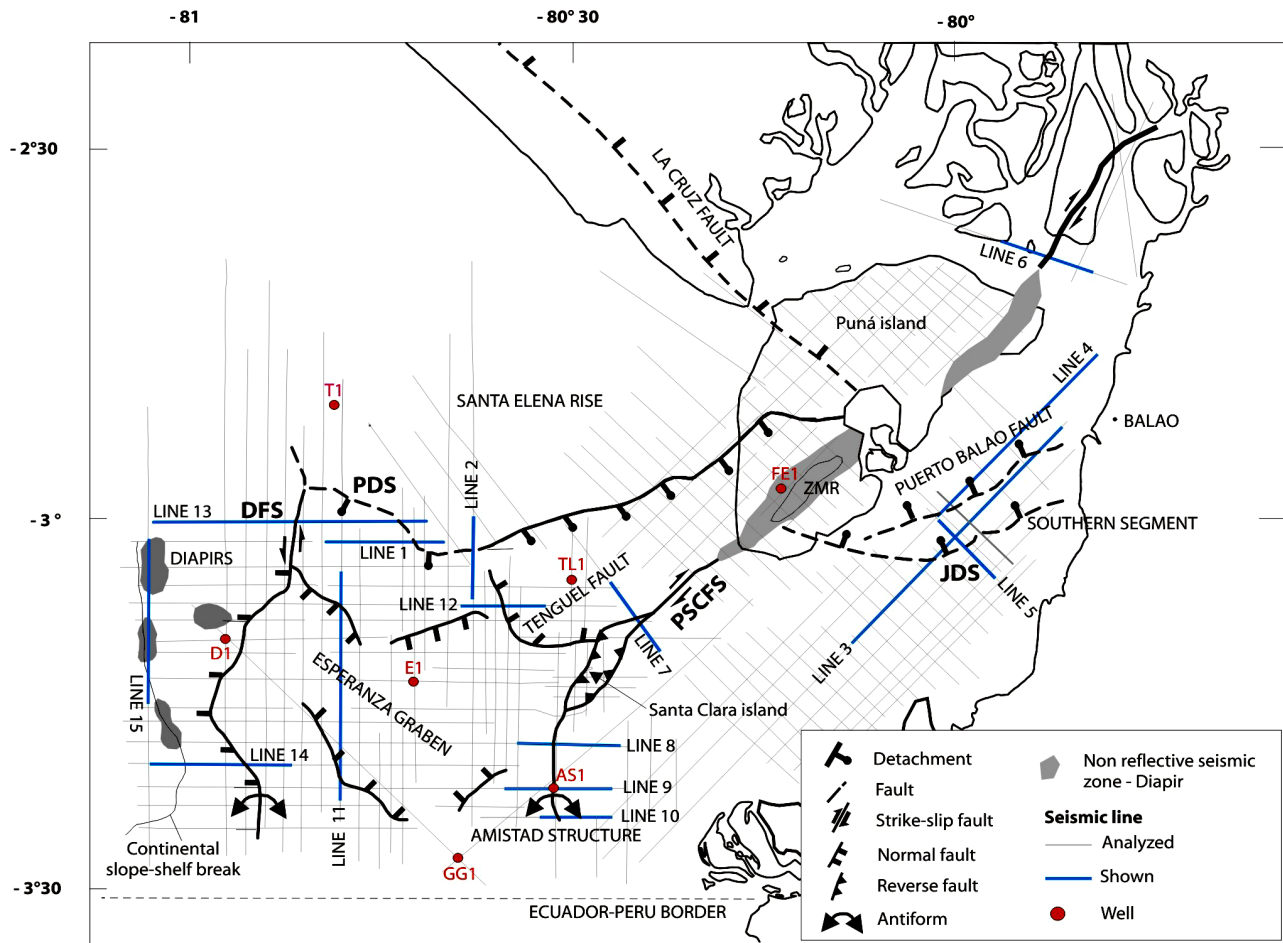 - 81
- 80° 30
- 80°
- 2°30
- 3°
- 3°30
LA CRUZ FAULT
LINE 6
Puná island
LINE 4
T1
SANTA ELENA RISE
BALAO
LINE 2
PUERTO BALAO FAULT
FE1
ZMR
PDS
DFS
LINE 13
SOUTHERN SEGMENT
DIAPIRS
LINE 1
TL1
JDS
LINE 5
LINE 12
TENGUEL FAULT
PSCFS
D1
E1
LINE 7
LINE 3
ESPERANZA GRABEN
LINE 15
Santa Clara island
LINE 14
LINE 8
AS1
LINE 9
LINE 10
LINE 11
AMISTAD STRUCTURE
Continental
slope-shelf break
GG1
ECUADOR-PERU BORDER
Detachment
Fault
Strike-slip fault
Normal fault
Reverse fault
Antiform
Non reflective seismic
zone - Diapir
Seismic line
Analyzed
Shown
Well